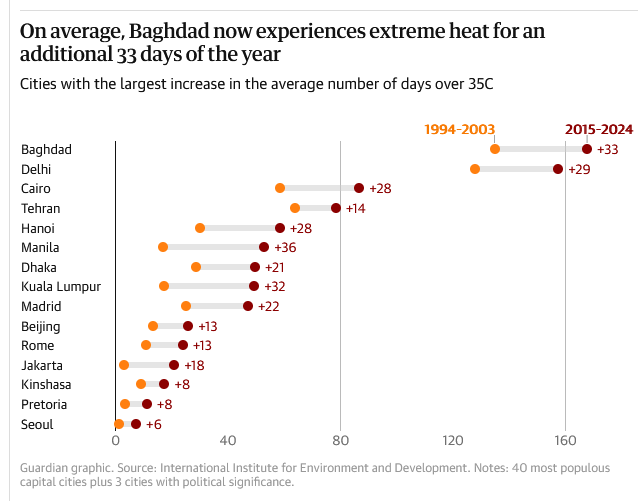 On average, Baghdad now experiences extreme heat for an
additional 33 days of the year
Cities with the largest increase in the average number of days over 35C
1994-2003 2015-2024
Baghdad +33
Delhi +29
Cairo +28
Tehran +14
Hanoi +28
Manila +36
Dhaka +21
Kuala Lumpur +32
Madrid +22
Beijing +13
Rome +13
Jakarta +18
Kinshasa +8
Pretoria +8
Seoul +6
0 40 80 120 160
Guardian graphic. Source: International Institute for Environment and Development. Notes: 40 most populous
capital cities plus 3 cities with political significance.